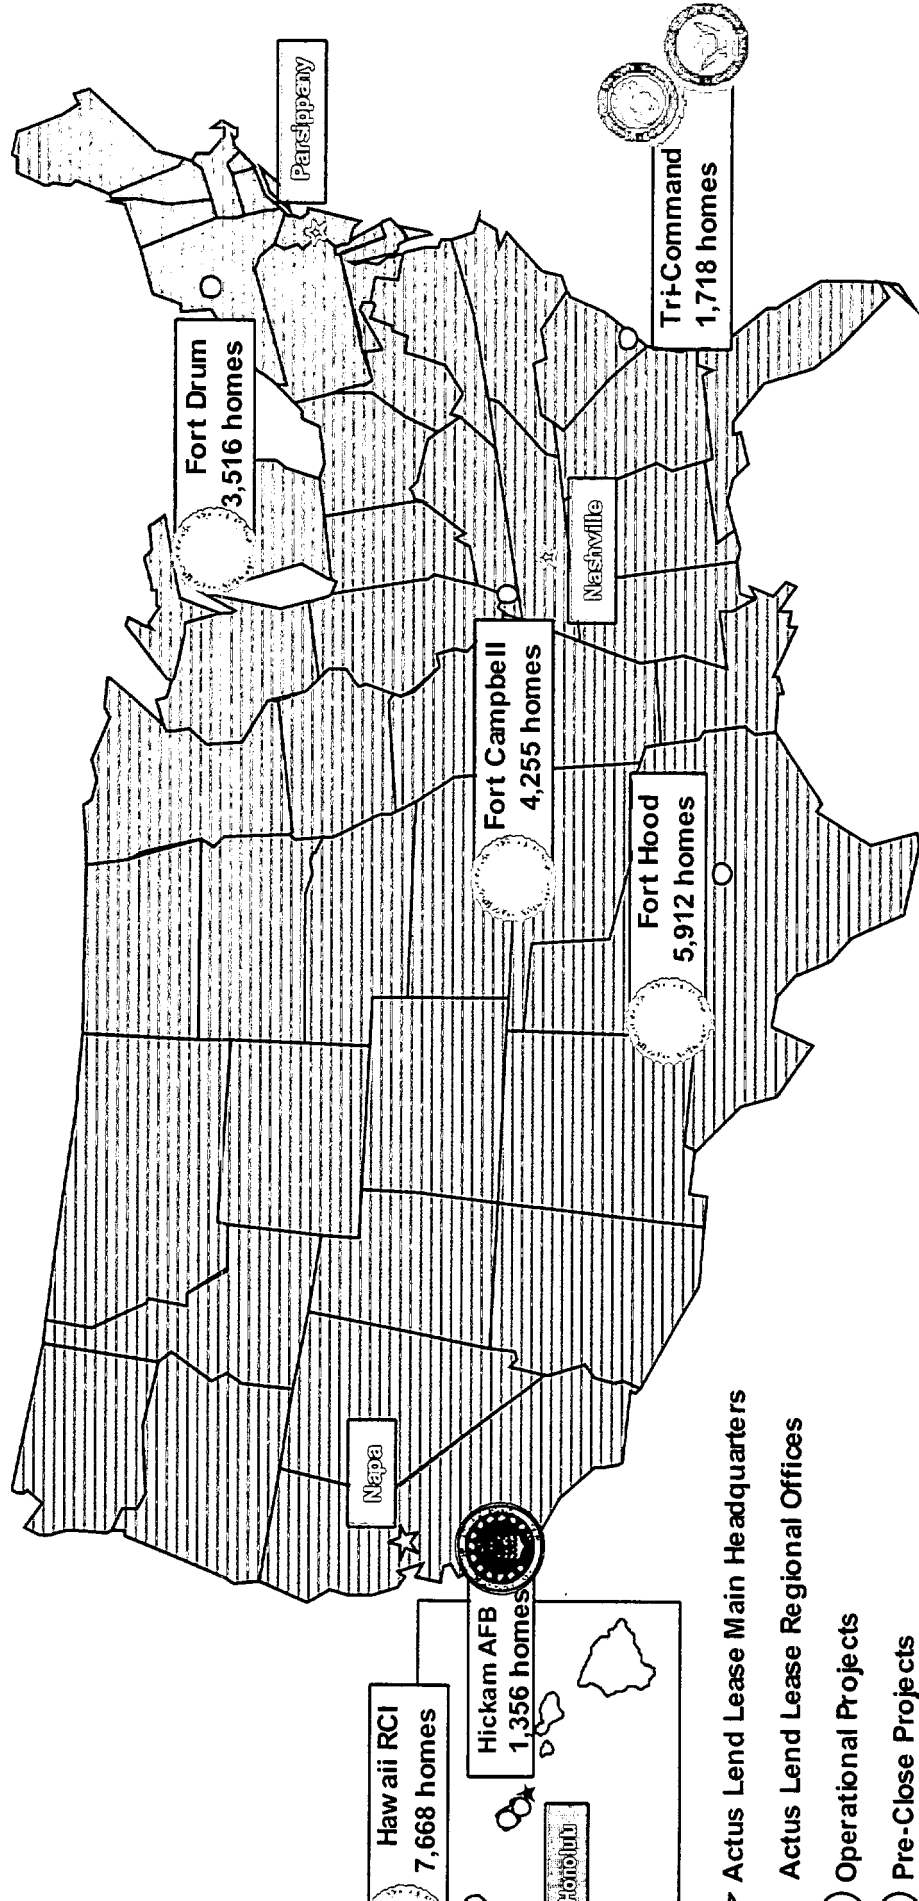 Parsippany
Fort Drum
3,516 homes
Tri-Command
1,718 homes
Nashville
Fort Campbell
4,255 homes
Fort Hood
5,912 homes
Napa
Hickam AFB
1,356 homes
Hawaii RCI
7,668 homes
Honolulu
Actus Lend Lease Main Headquarters
Actus Lend Lease Regional Offices
Operational Projects
Pre-Close Projects